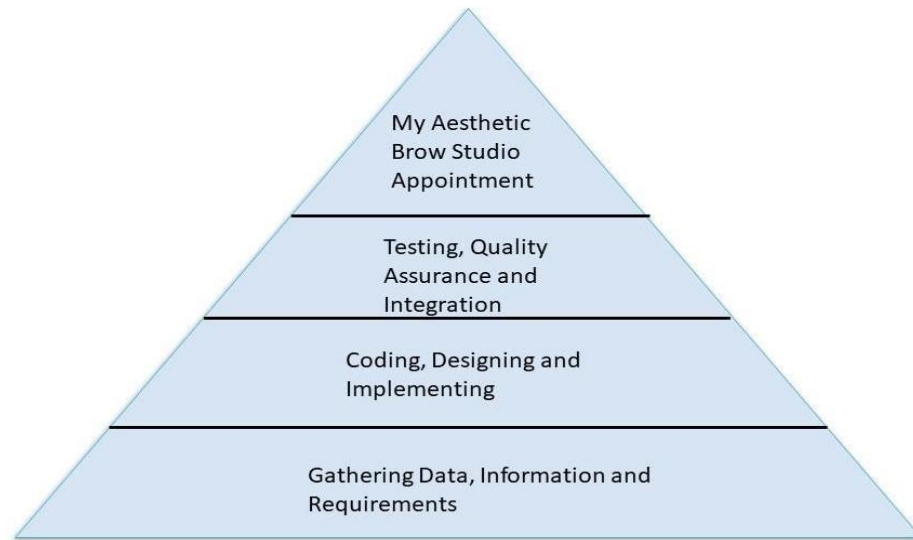 My Aesthetic
Brow Studio
Appointment
Testing, Quality
Assurance and
Integration
Coding, Designing and
Implementing
Gathering Data, Information and
Requirements